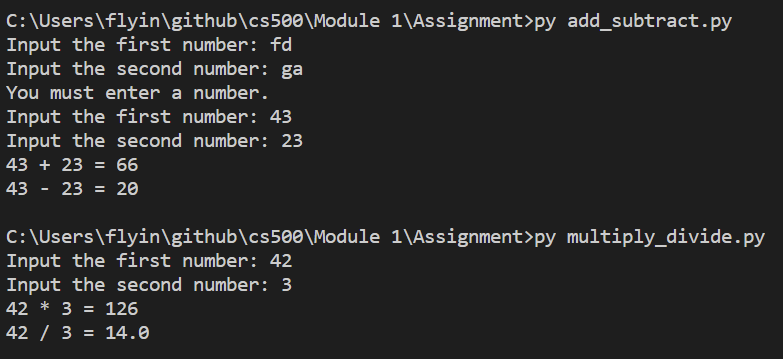 C:\Users\flyin\github\cs500\Module 1\Assignment>py add_subtract.py
Input the first number: fd
Input the second number: ga
You must enter a number.
Input the first number: 43
Input the second number: 23
43 + 23 = 66
43 - 23 = 20
C:\Users\flyin\github\cs500\Module 1\Assignment>py multiply_divide.py
Input the first number: 42
Input the second number: 3
42 * 3 = 126
42 / 3 = 14.0